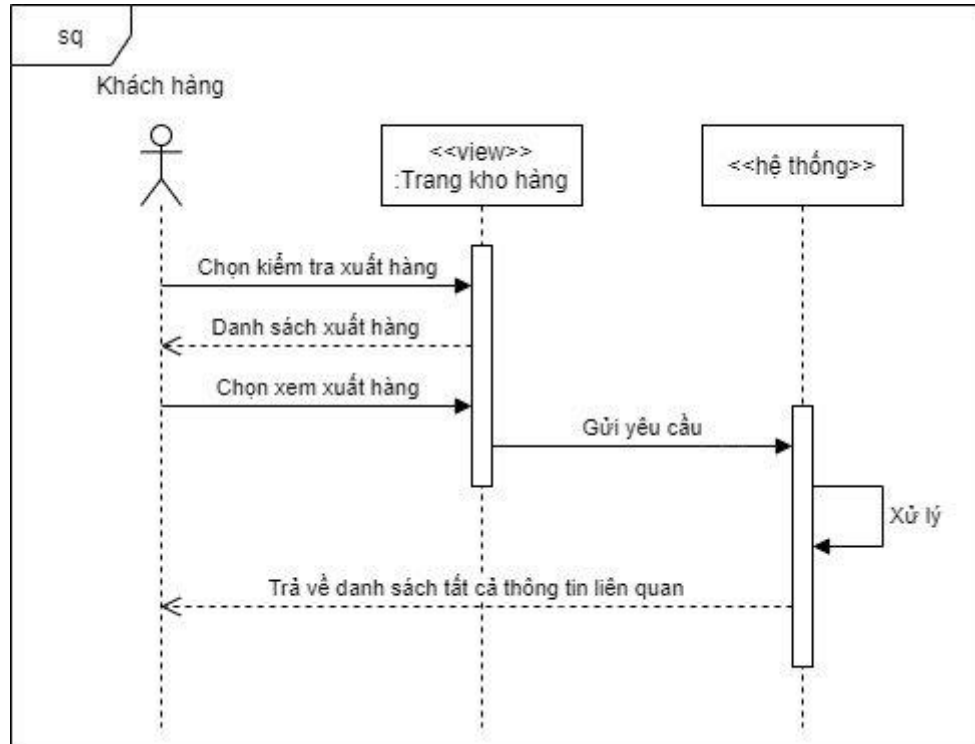 sq
Khách hàng
<<view>>
:Trang kho hàng
<<hệ thống>>
Chọn kiểm tra xuất hàng
Danh sách xuất hàng
Chọn xem xuất hàng
Gửi yêu cầu
Xử lý
Trả về danh sách tất cả thông tin liên quan